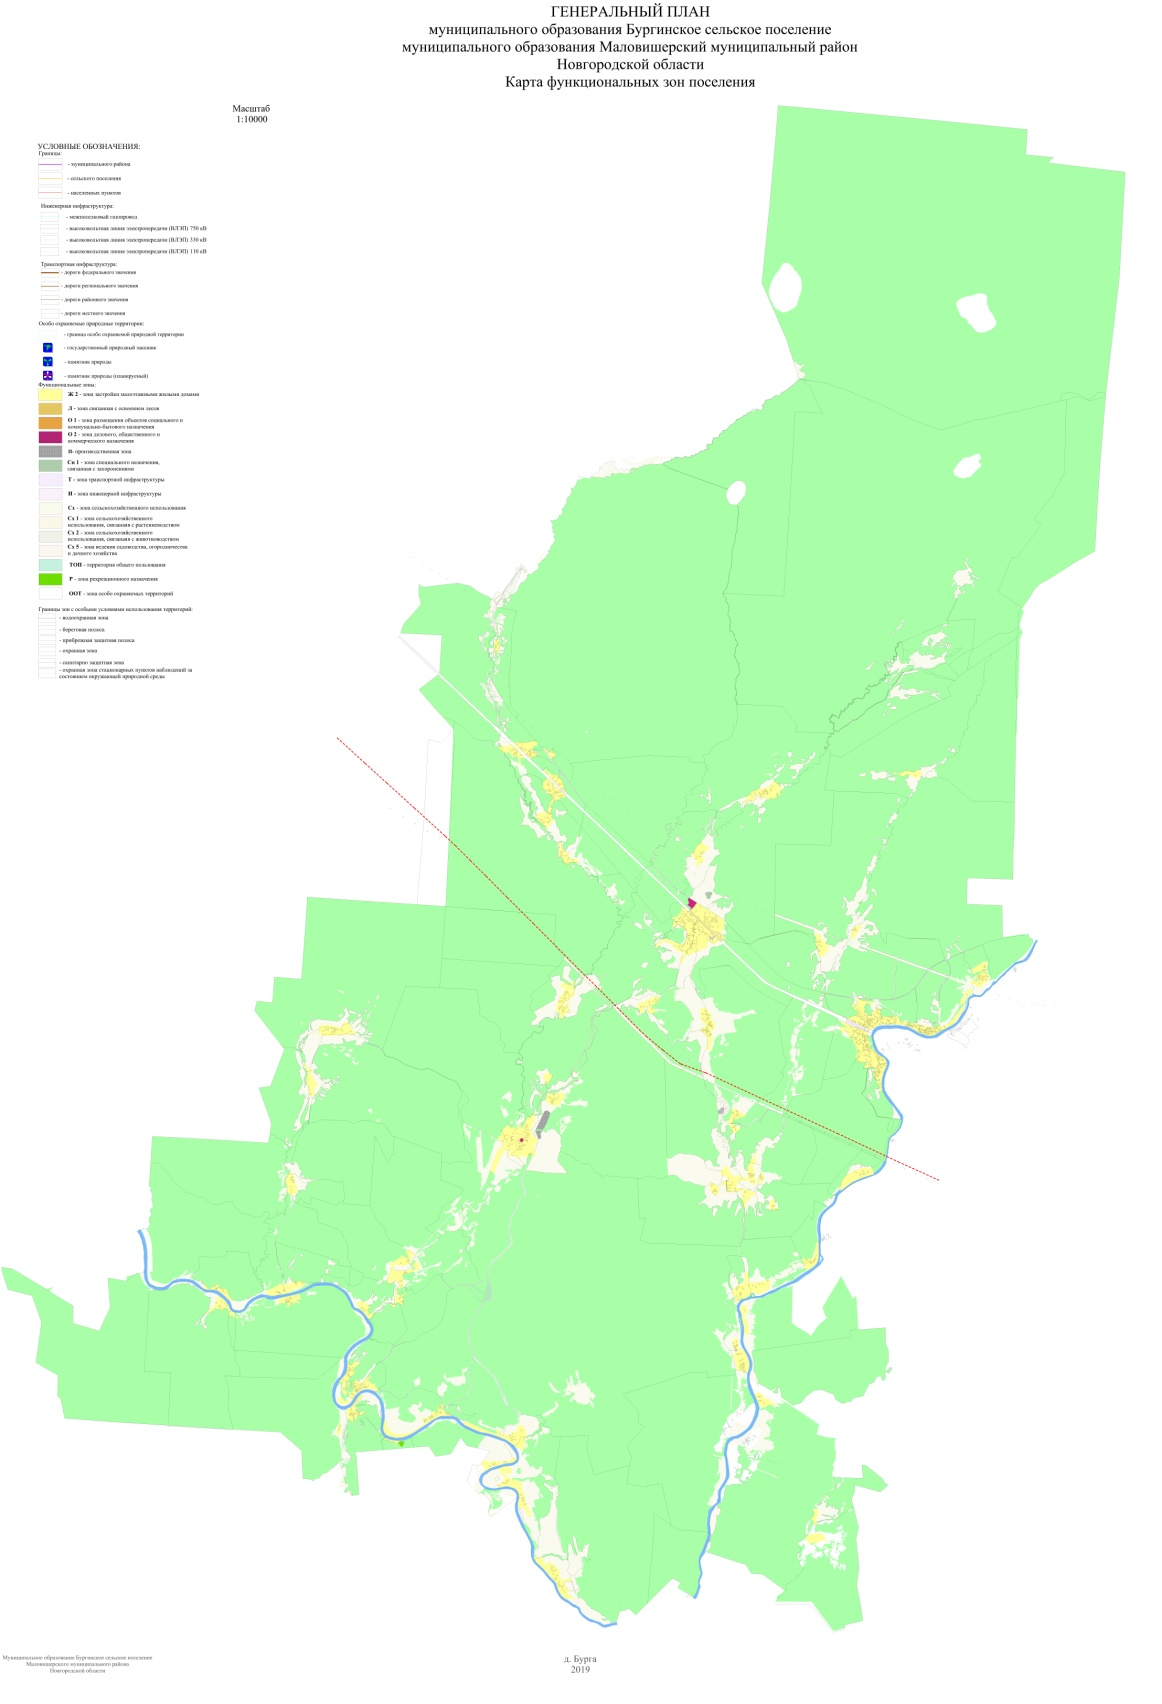 ГЕНЕРАЛЬНЫЙ ПЛАН
муниципального образования Бургинское сельское поселение
муниципального образования Маловишерский муниципальный район
Новгородской области
Карта функциональных зон поселения
Масштаб
1:10000
УСЛОВНЫЕ ОБОЗНАЧЕНИЯ:
Границы:
- муниципального района
- сельского поселения
- населенных пунктов
Инженерная инфраструктура:
- межпоселковый газопровод
- высоковольтная линия электропередачи (ВЛЭП) 750 кВ
- высоковольтная линия электропередачи (ВЛЭП) 330 кВ
- высоковольтная линия электропередачи (ВЛЭП) 110 кВ
Транспортная инфраструктура:
- дороги федерального значения
- дороги регионального значения
- дороги районного значения
- дороги местного значения
Особо охраняемые природные территории:
- граница особо охраняемой природной территории
- государственный природный заказник
- памятник природы
- памятник природы (планируемый)
Функциональные зоны:
Ж 2 - зона застройки малоэтажными жилыми домами
Л - зона связанная с освоением лесов
О 1 - зона размещения объектов социального и
коммунально-бытового назначения
О 2 - зона делового, общественного и
коммерческого назначения
П- производственная зона
Сн 1 - зона специального назначения,
связанная с захоронениями
Т - зона транспортной инфраструктуры
И - зона инженерной инфраструктуры
Сх - зона сельскохозяйственного использования
Сх 1 - зона сельскохозяйственного
использования, связанная с растениеводством
Сх 2 - зона сельскохозяйственного
использования, связанная с животноводством
Сх 5 - зона ведения садоводства, огородничества
и дачного хозяйства
ТОП - территория общего пользования
Р - зона рекреационного назначения
ООТ - зона особо охраняемых территорий
Границы зон с особыми условиями использования территорий:
- водоохранная зона
- береговая полоса
- прибрежная защитная полоса
- охранная зона
- санитарно защитная зона
- охранная зона стационарных пунктов наблюдений за
состоянием окружающей природной среды
Муниципальное образование Бургинское сельское поселение
Маловишерского муниципального района
Новгородской области
д. Бурга
2019